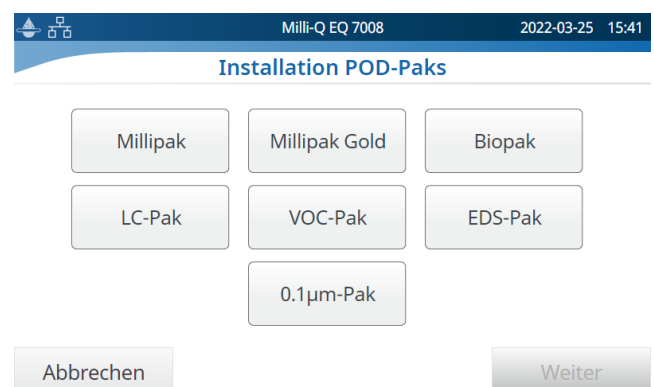 Milli-Q EQ 7008 2022-03-25 15:41
Installation POD-Paks
Millipak Millipak Gold Biopak
LC-Pak VOC-Pak EDS-Pak
0.1µm-Pak
Abbrechen Weiter